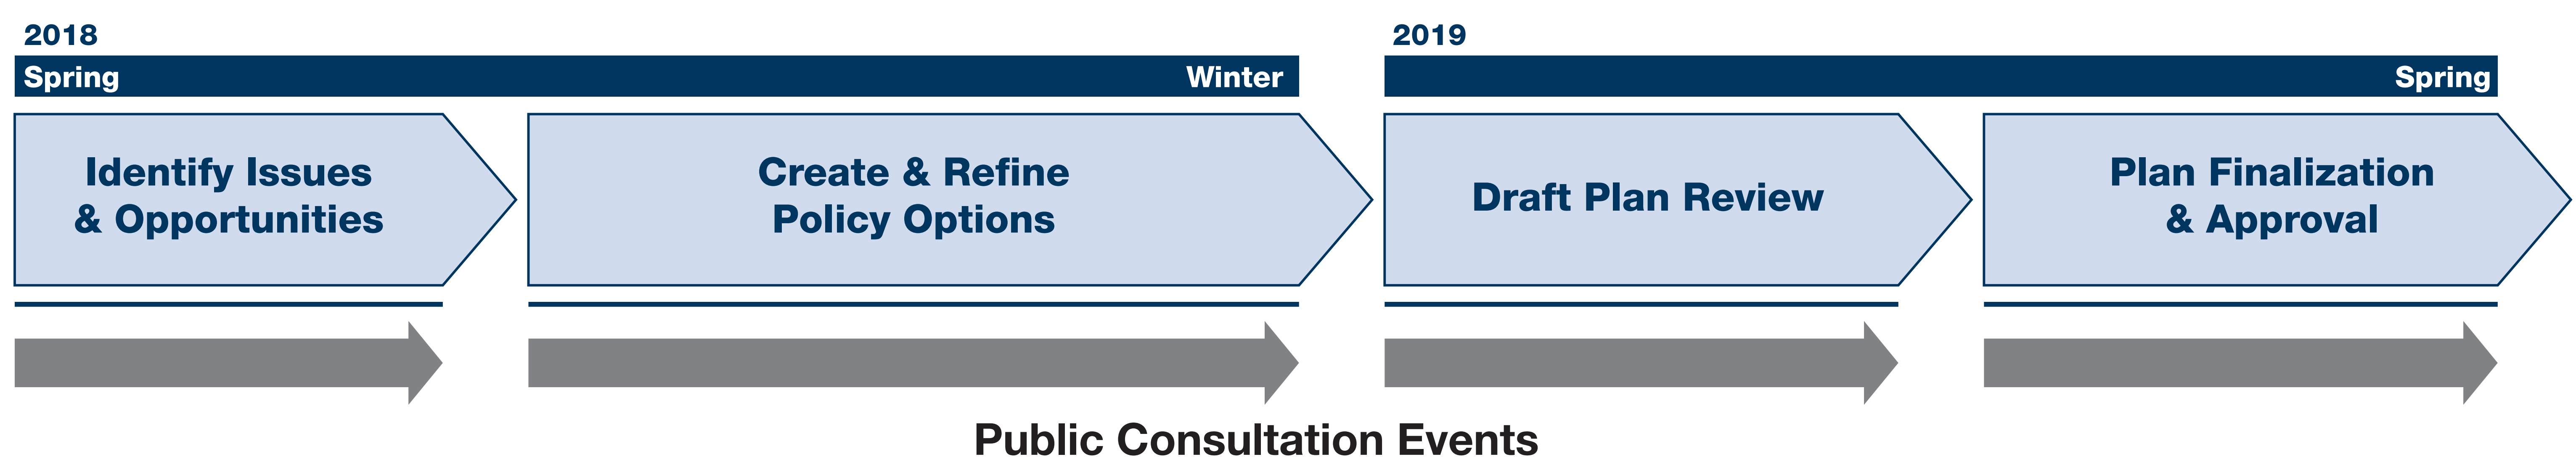 2018
2019
Spring
Winter
Spring
Identify Issues
& Opportunities
Create & Refine
Policy Options
Draft Plan Review
Plan Finalization
& Approval
Public Consultation Events